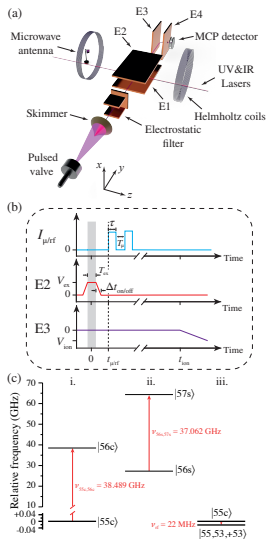 (a)
E3
E4
E2
Microwave
antenna
MCP detector
UV&IR
Lasers
E1
Helmholtz coils
Skimmer
Electrostatic
filter
Pulsed
valve
x
y
z
(b)
τ
I_μ/rf
T_p
0
Time
T_ex
V_ex
E2
Δt_on/off
0
Time
E3
0
V_ion
Time
0
t_μ/rf
t_ion
(c)
i.
ii.
iii.
Relative frequency (GHz)
70
60
50
40
30
20
10
+0.04
0
-0.04
|57s⟩
|56c⟩
ν_56s,57s = 37.062 GHz
|56s⟩
ν_55c,56c = 38.489 GHz
|55c⟩
|55c⟩
ν_rf = 22 MHz
|55,53,+53⟩